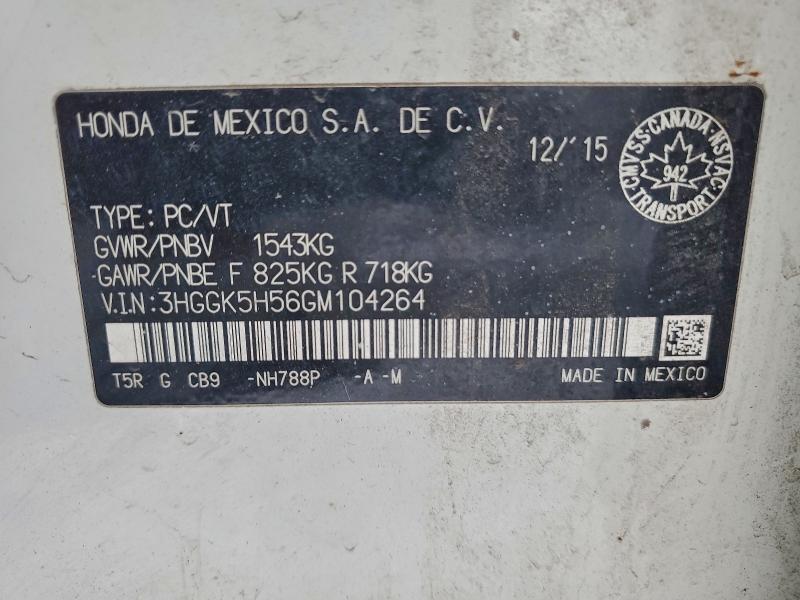 HONDA DE MEXICO S.A. DE C.V.
12/'15
CMVSS·CANADA·NSVAC·
TRANSPORT·
942
TYPE: PC/VT
GVWR/PNBV 1543KG
GAWR/PNBE F 825KG R 718KG
V.I.N: 3HGGK5H56GM104264
T5R G CB9 -NH788P -A -M
MADE IN MEXICO